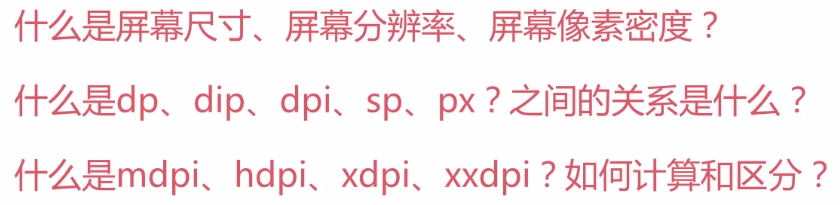 什么是屏幕尺寸、屏幕分辨率、屏幕像素密度？
什么是dp、dip、dpi、sp、px？之间的关系是什么？
什么是mdpi、hdpi、xdpi、xxdpi？如何计算和区分？